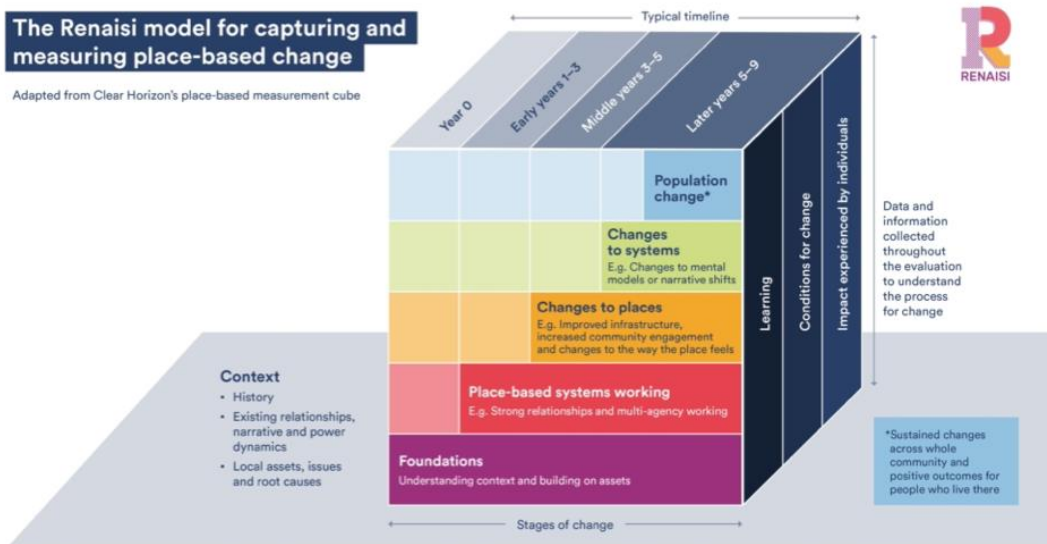 The Renaisi model for capturing and
measuring place-based change
Adapted from Clear Horizon's place-based measurement cube
Typical timeline
RENAISI
Year 0
Early years 1–3
Middle years 3–5
Later years 5–9
Population
change*
Changes
to systems
E.g. Changes to mental
models or narrative shifts
Changes to places
E.g. Improved infrastructure,
increased community engagement
and changes to the way the place feels
Place-based systems working
E.g. Strong relationships and multi-agency working
Foundations
Understanding context and building on assets
Learning
Conditions for change
Impact experienced by individuals
Data and
information
collected
throughout
the evaluation
to understand
the process
for change
Context
• History
• Existing relationships,
narrative and power
dynamics
• Local assets, issues
and root causes
*Sustained changes
across whole
community and
positive outcomes for
people who live there
Stages of change